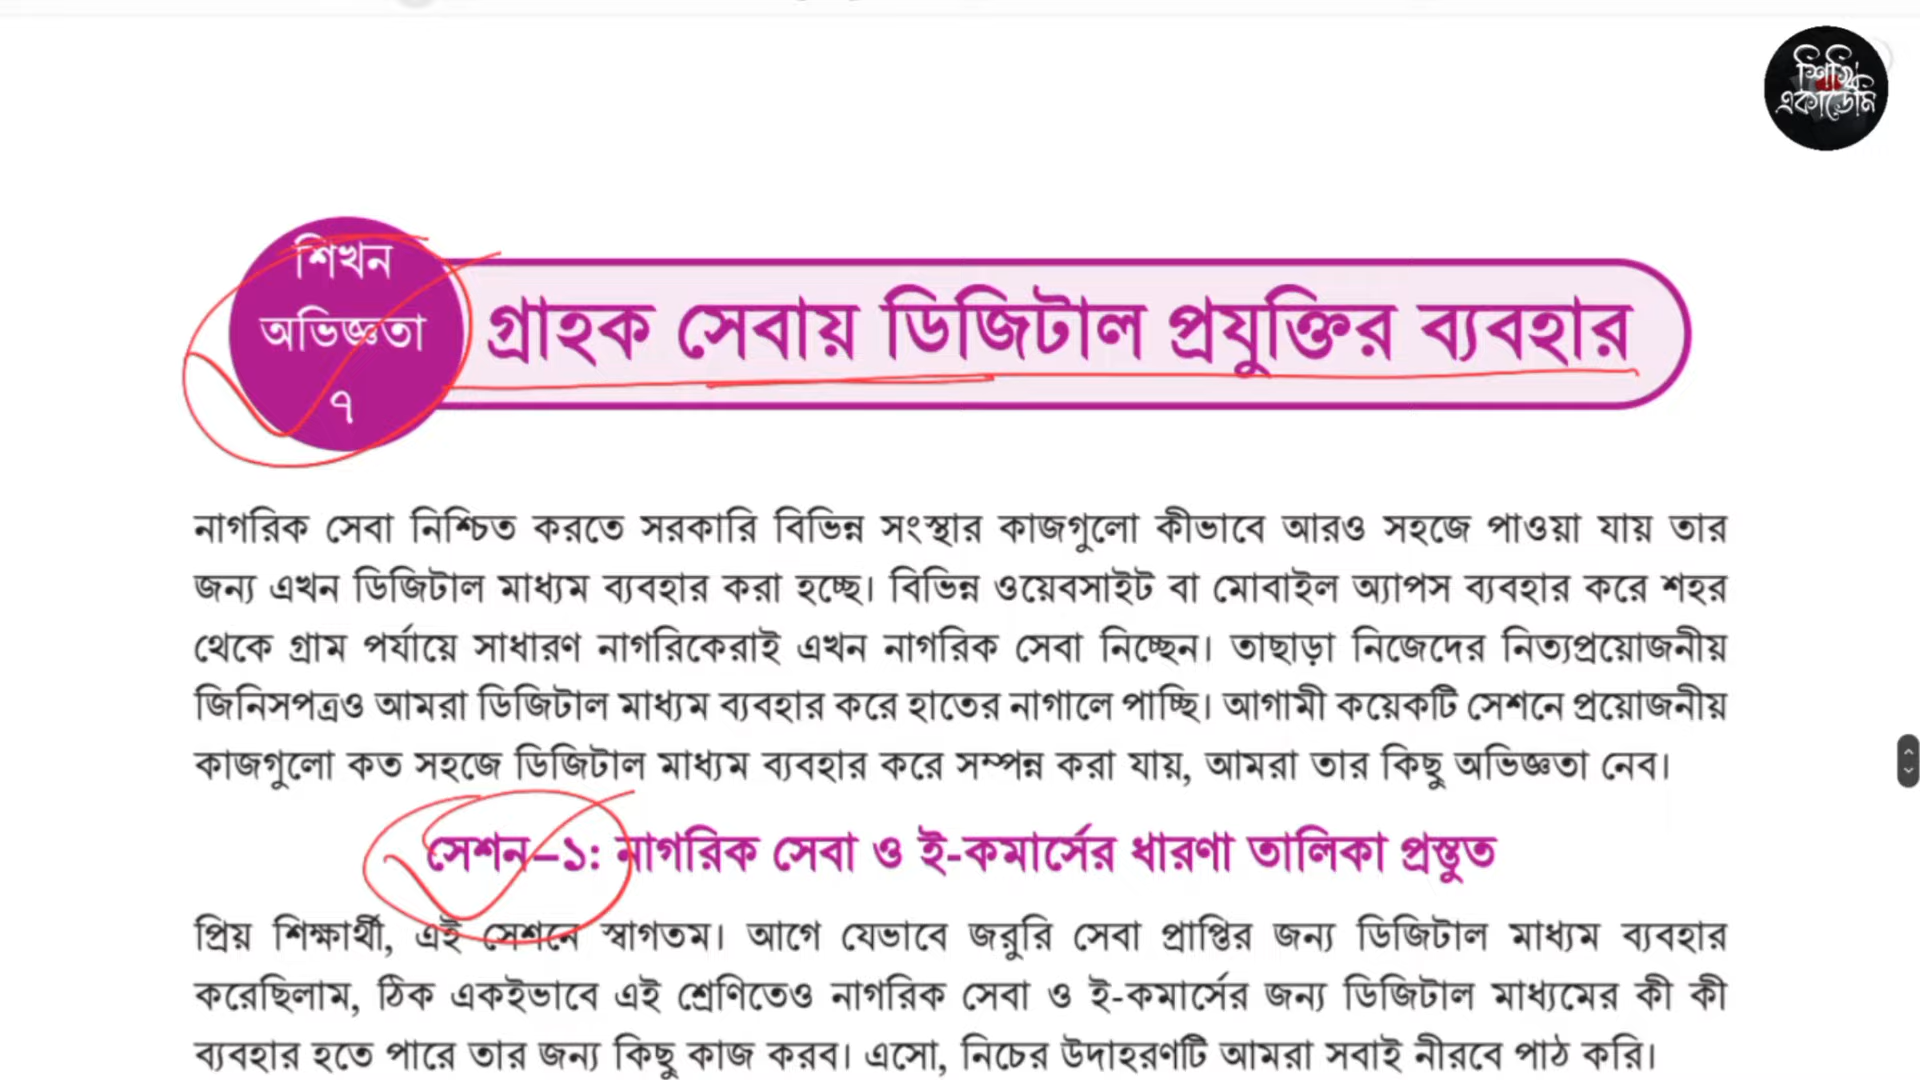 শিখি
একাডেমি
শিখন
অভিজ্ঞতা
৭
গ্রাহক সেবায় ডিজিটাল প্রযুক্তির ব্যবহার
নাগরিক সেবা নিশ্চিত করতে সরকারি বিভিন্ন সংস্থার কাজগুলো কীভাবে আরও সহজে পাওয়া যায় তার
জন্য এখন ডিজিটাল মাধ্যম ব্যবহার করা হচ্ছে। বিভিন্ন ওয়েবসাইট বা মোবাইল অ্যাপস ব্যবহার করে শহর
থেকে গ্রাম পর্যায়ে সাধারণ নাগরিকেরাই এখন নাগরিক সেবা নিচ্ছেন। তাছাড়া নিজেদের নিত্যপ্রয়োজনীয়
জিনিসপত্রও আমরা ডিজিটাল মাধ্যম ব্যবহার করে হাতের নাগালে পাচ্ছি। আগামী কয়েকটি সেশনে প্রয়োজনীয়
কাজগুলো কত সহজে ডিজিটাল মাধ্যম ব্যবহার করে সম্পন্ন করা যায়, আমরা তার কিছু অভিজ্ঞতা নেব।
সেশন–১: নাগরিক সেবা ও ই-কমার্সের ধারণা তালিকা প্রস্তুত
প্রিয় শিক্ষার্থী, এই সেশনে স্বাগতম। আগে যেভাবে জরুরি সেবা প্রাপ্তির জন্য ডিজিটাল মাধ্যম ব্যবহার
করেছিলাম, ঠিক একইভাবে এই শ্রেণিতেও নাগরিক সেবা ও ই-কমার্সের জন্য ডিজিটাল মাধ্যমের কী কী
ব্যবহার হতে পারে তার জন্য কিছু কাজ করব। এসো, নিচের উদাহরণটি আমরা সবাই নীরবে পাঠ করি।